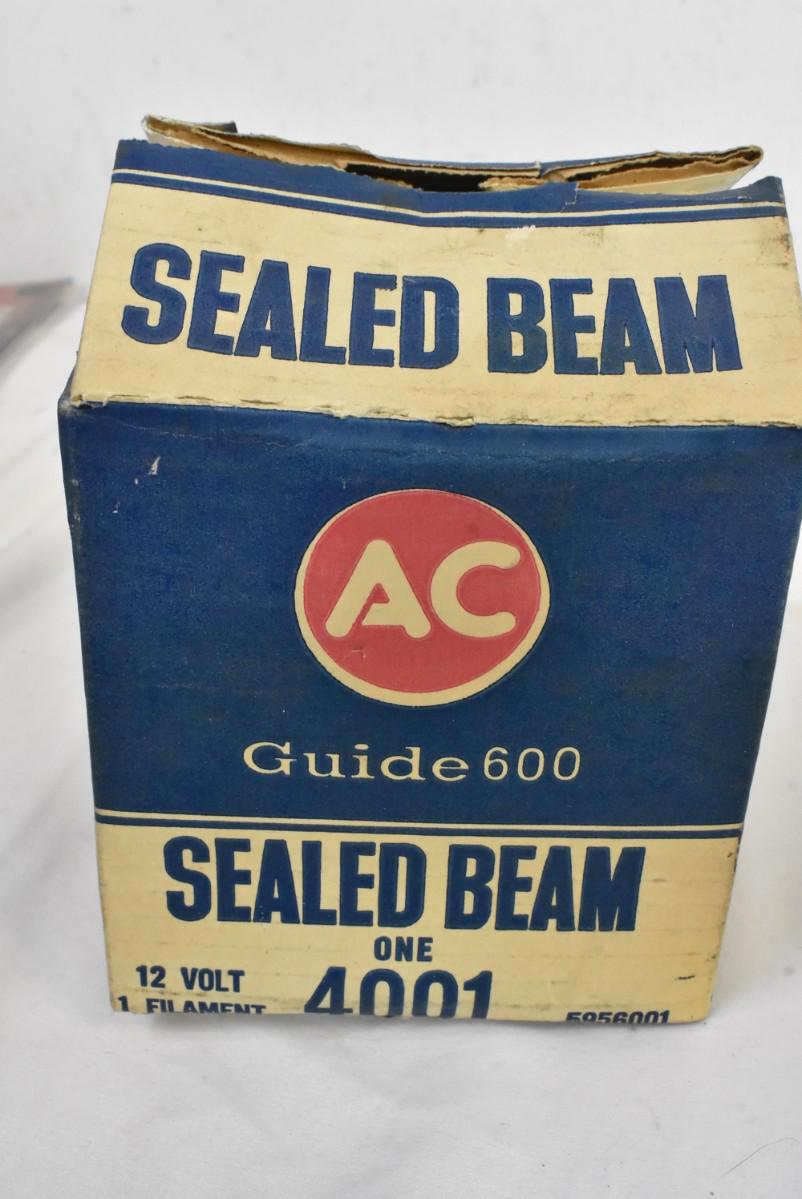 SEALED BEAM
AC
Guide 600
SEALED BEAM
ONE
12 VOLT 4001
1 FILAMENT 5956001